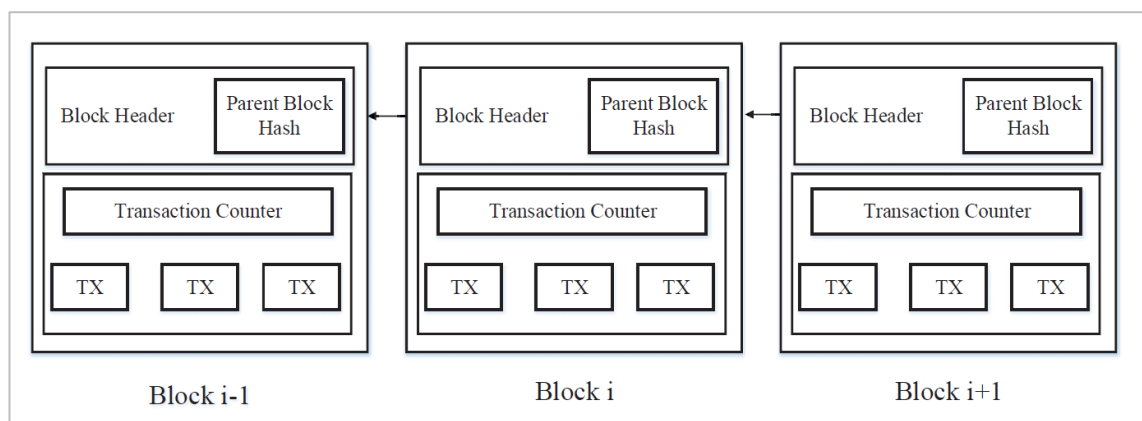 Block Header
Parent Block
Hash
Transaction Counter
TX TX TX
Block i-1
Block Header
Parent Block
Hash
Transaction Counter
TX TX TX
Block i
Block Header
Parent Block
Hash
Transaction Counter
TX TX TX
Block i+1